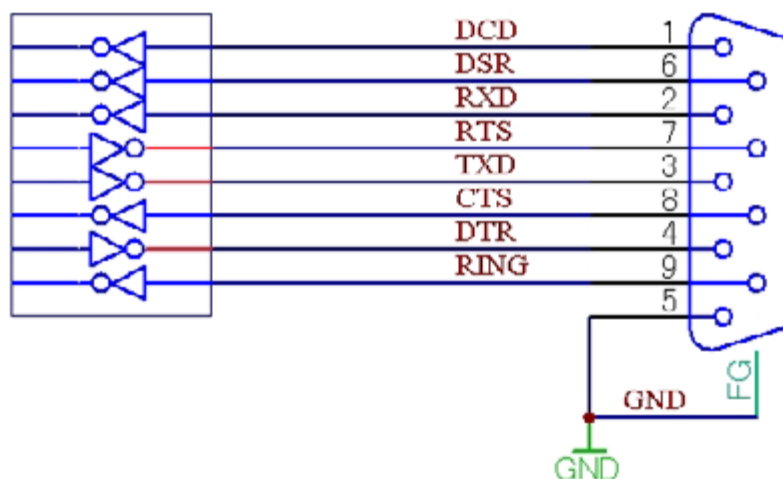 DCD 1
DSR 6
RXD 2
RTS 7
TXD 3
CTS 8
DTR 4
RING 9
5
FG
GND
GND